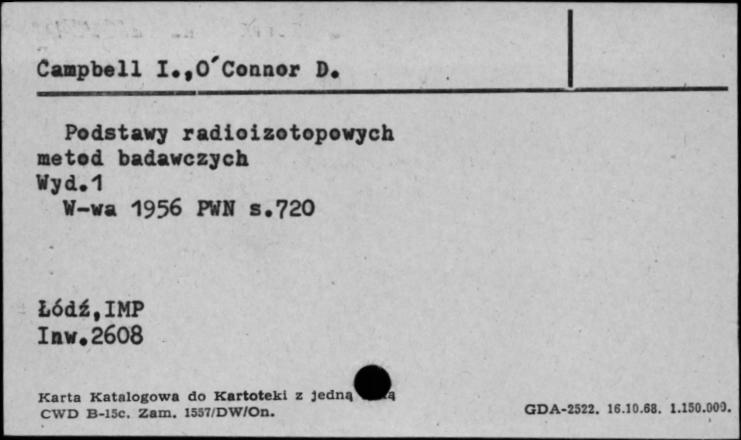 Campbell I.,O´Connor D.
Podstawy radioizotopowych
metod badawczych
Wyd.1
W-wa 1956 PWN s.720
Łódź,IMP
Inw.2608
Karta Katalogowa do Kartoteki z jedną
CWD B-15c. Zam. 1557/DW/On.
GDA-2522. 16.10.68. 1.150.000.